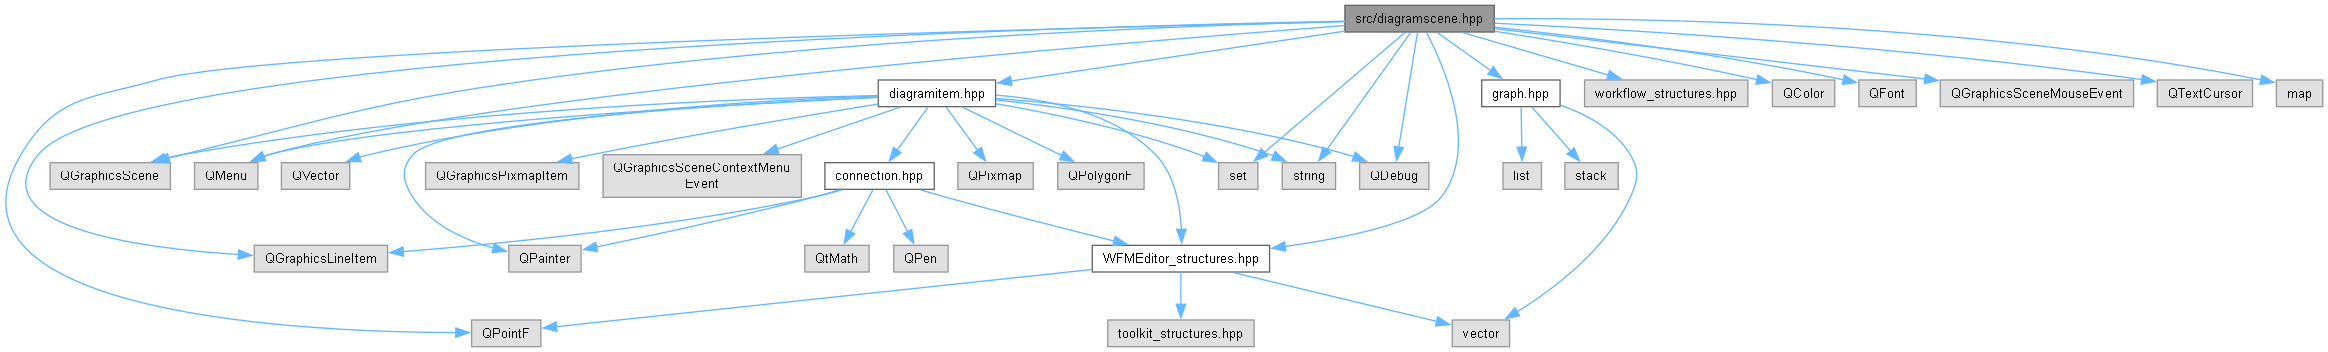 src/diagramscene.hpp
diagramitem.hpp
graph.hpp
workflow_structures.hpp
QColor
QFont
QGraphicsSceneMouseEvent
QTextCursor
map
QGraphicsScene
QMenu
QVector
QGraphicsPixmapItem
QGraphicsSceneContextMenu
Event
connection.hpp
QPixmap
QPolygonF
set
string
QDebug
list
stack
QGraphicsLineItem
QPainter
QtMath
QPen
WFMEditor_structures.hpp
QPointF
toolkit_structures.hpp
vector